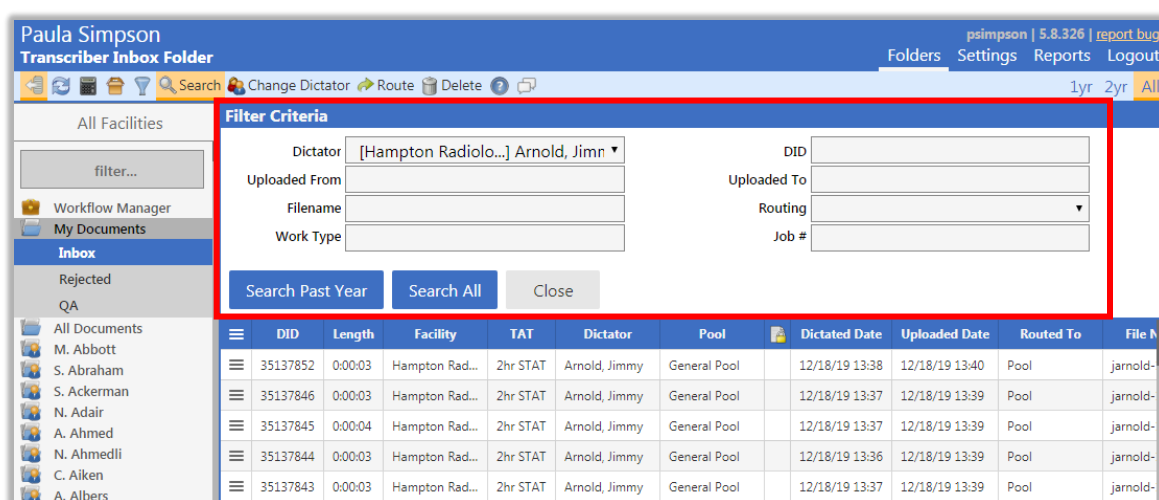 Paula Simpson
psimpson | 5.8.326 | report bug
Transcriber Inbox Folder
Folders Settings Reports Logout
Search Change Dictator Route Delete
1yr 2yr All
All Facilities
filter...
Workflow Manager
My Documents
Inbox
Rejected
QA
All Documents
M. Abbott
S. Abraham
S. Ackerman
N. Adair
A. Ahmed
N. Ahmedli
C. Aiken
A. Albers
Filter Criteria
Dictator [Hampton Radiolo...] Arnold, Jimm DID
Uploaded From Uploaded To
Filename Routing
Work Type Job #
Search Past Year Search All Close
DID Length Facility TAT Dictator Pool Dictated Date Uploaded Date Routed To File N
35137852 0:00:03 Hampton Rad... 2hr STAT Arnold, Jimmy General Pool 12/18/19 13:38 12/18/19 13:40 Pool jarnold-
35137846 0:00:03 Hampton Rad... 2hr STAT Arnold, Jimmy General Pool 12/18/19 13:37 12/18/19 13:39 Pool jarnold-
35137845 0:00:04 Hampton Rad... 2hr STAT Arnold, Jimmy General Pool 12/18/19 13:37 12/18/19 13:39 Pool jarnold-
35137844 0:00:03 Hampton Rad... 2hr STAT Arnold, Jimmy General Pool 12/18/19 13:36 12/18/19 13:39 Pool jarnold-
35137843 0:00:03 Hampton Rad... 2hr STAT Arnold, Jimmy General Pool 12/18/19 13:37 12/18/19 13:39 Pool jarnold-